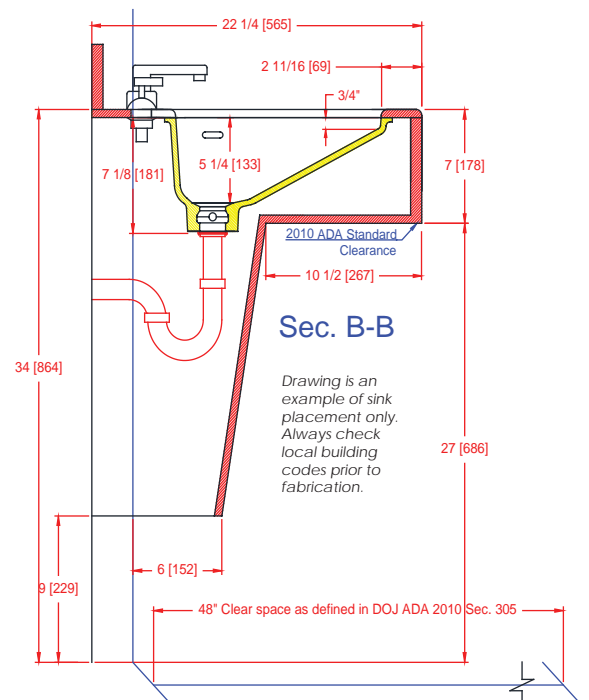 22 1/4 [565]
2 11/16 [69]
3/4"
5 1/4 [133]
7 1/8 [181]
7 [178]
2010 ADA Standard
Clearance
10 1/2 [267]
Sec. B-B
34 [864]
Drawing is an
example of sink
placement only.
Always check
local building
codes prior to
fabrication.
27 [686]
6 [152]
9 [229]
48" Clear space as defined in DOJ ADA 2010 Sec. 305